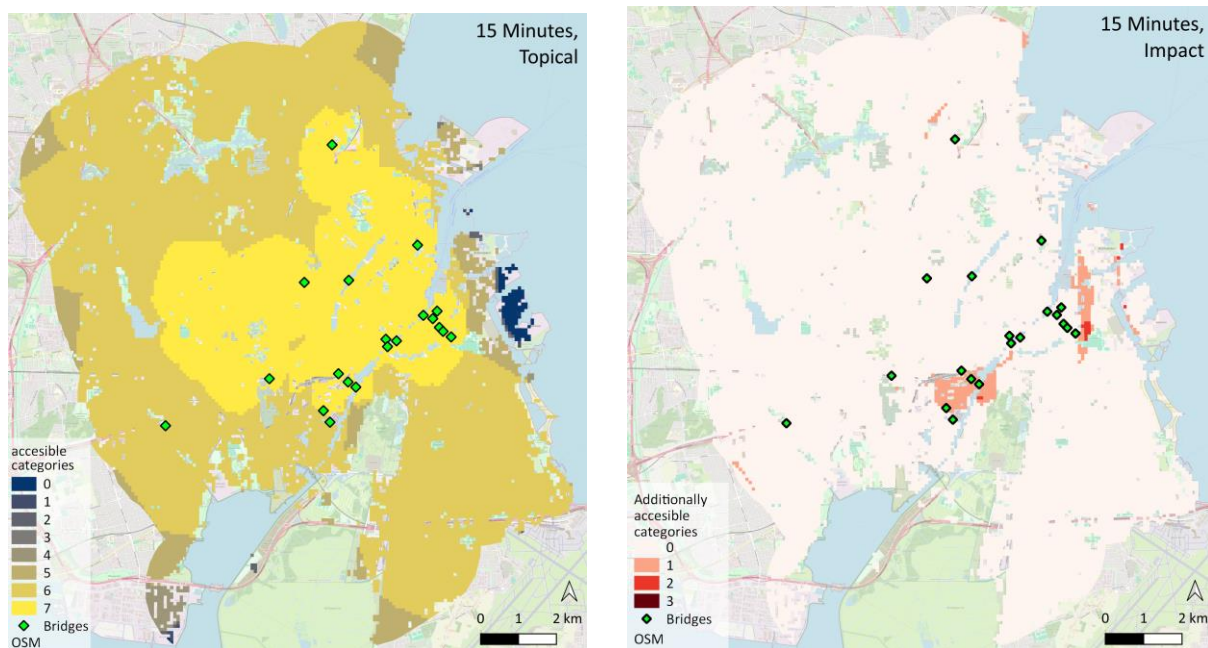 15 Minutes,
Topical
accesible
categories
0
1
2
3
4
5
6
7
Bridges
OSM
0 1 2 km
15 Minutes,
Impact
Additionally
accesible
categories
0
1
2
3
Bridges
OSM
0 1 2 km